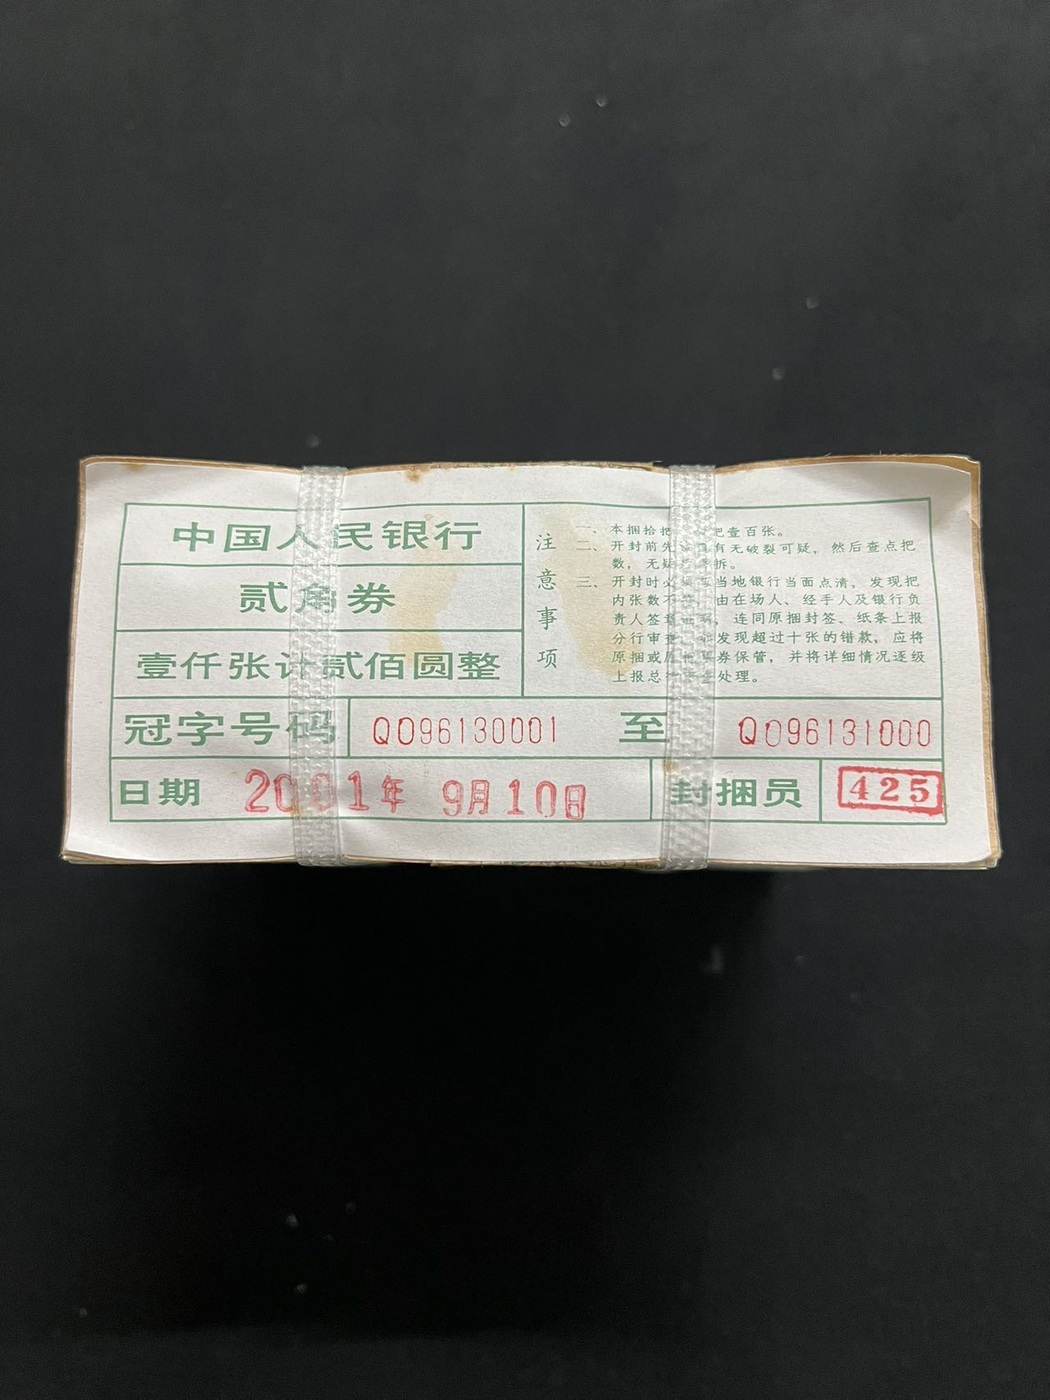 中国人民银行
贰角券
壹仟张计贰佰圆整
注意事项
一、本捆拾把 把壹百张。
二、开封前先 有无破裂可疑，然后查点把
数，无疑 拆。
三、开封时必 当地银行当面点清，发现把
内张数不 由在场人、经手人及银行负
责人签 连同原捆封签、纸条上报
分行审 发现超过十张的错款，应将
原捆或 券保管，并将详细情况逐级
上报总 处理。
冠字号码 QO96130001 至 QO96131000
日期 2001年 9月10日 封捆员 425